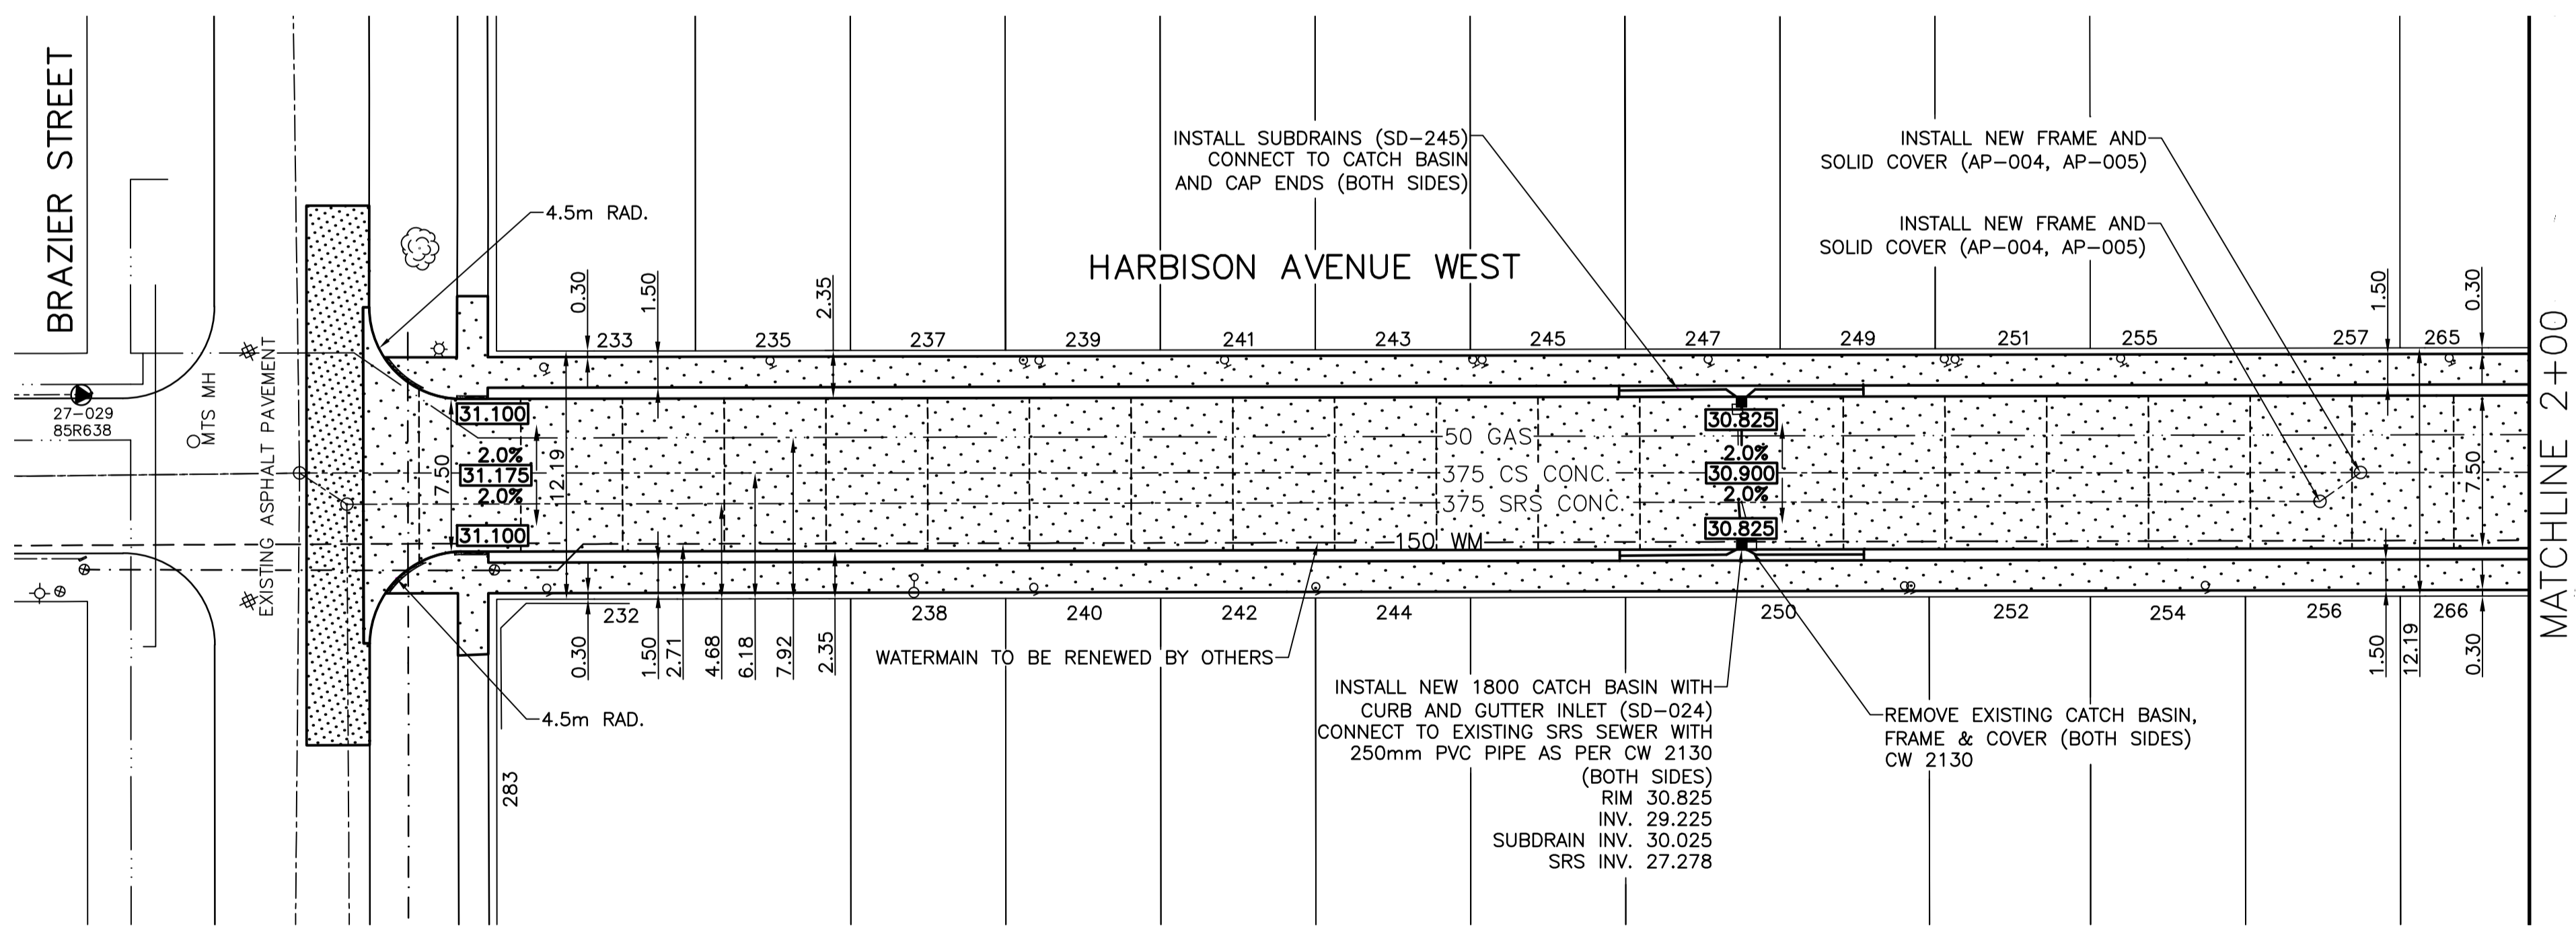 BRAZIER STREET
HARBISON AVENUE WEST
MATCHLINE 2+00
INSTALL SUBDRAINS (SD-245)
CONNECT TO CATCH BASIN
AND CAP ENDS (BOTH SIDES)
INSTALL NEW FRAME AND
SOLID COVER (AP-004, AP-005)
INSTALL NEW FRAME AND
SOLID COVER (AP-004, AP-005)
4.5m RAD.
0.30
1.50
2.35
1.50
0.30
233
235
237
239
241
243
245
247
249
251
255
257
265
EXISTING ASPHALT PAVEMENT
MTS MH
27-029
85R638
31.100
2.0%
31.175
2.0%
31.100
7.50
12.19
50 GAS
375 CS CONC.
375 SRS CONC.
150 WM
30.825
2.0%
30.900
2.0%
30.825
7.50
232
238
240
242
244
250
252
254
256
266
0.30
1.50
2.71
4.68
6.18
7.92
2.35
1.50
12.19
0.30
WATERMAIN TO BE RENEWED BY OTHERS
4.5m RAD.
283
INSTALL NEW 1800 CATCH BASIN WITH
CURB AND GUTTER INLET (SD-024)
CONNECT TO EXISTING SRS SEWER WITH
250mm PVC PIPE AS PER CW 2130
(BOTH SIDES)
RIM 30.825
INV. 29.225
SUBDRAIN INV. 30.025
SRS INV. 27.278
REMOVE EXISTING CATCH BASIN,
FRAME & COVER (BOTH SIDES)
CW 2130